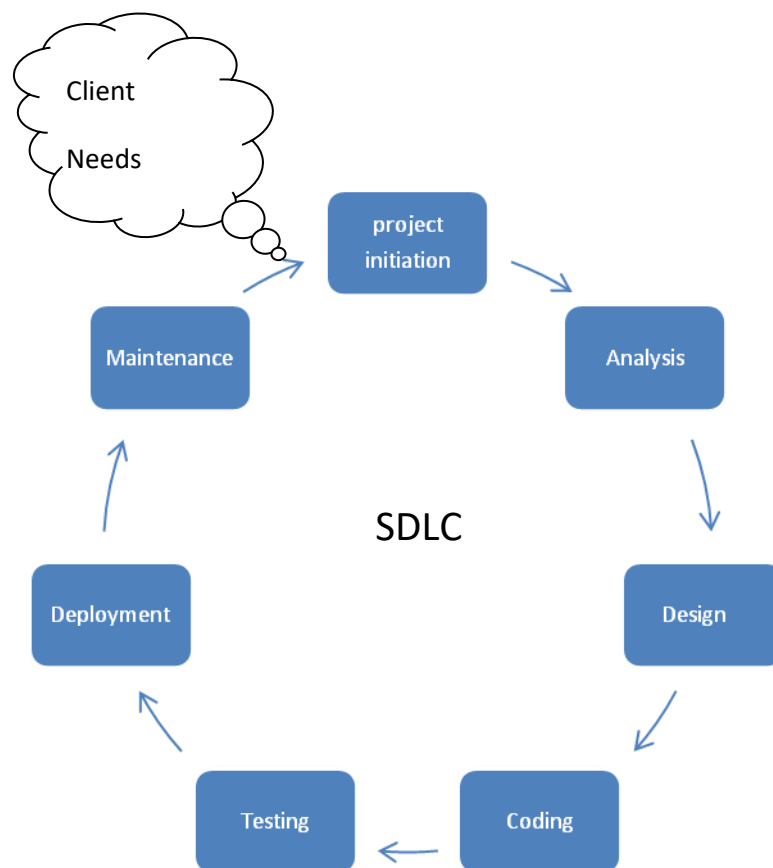 Client
Needs
project
initiation
Maintenance
Analysis
SDLC
Deployment
Design
Testing
Coding